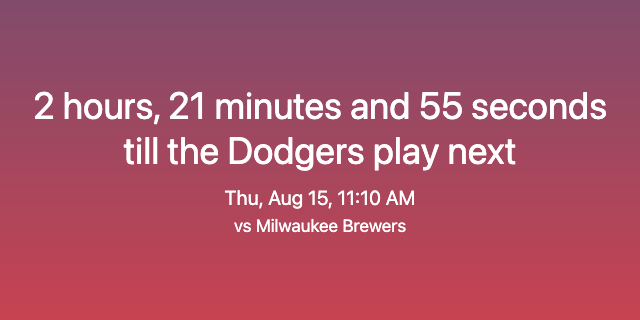 2 hours, 21 minutes and 55 seconds
till the Dodgers play next
Thu, Aug 15, 11:10 AM
vs Milwaukee Brewers